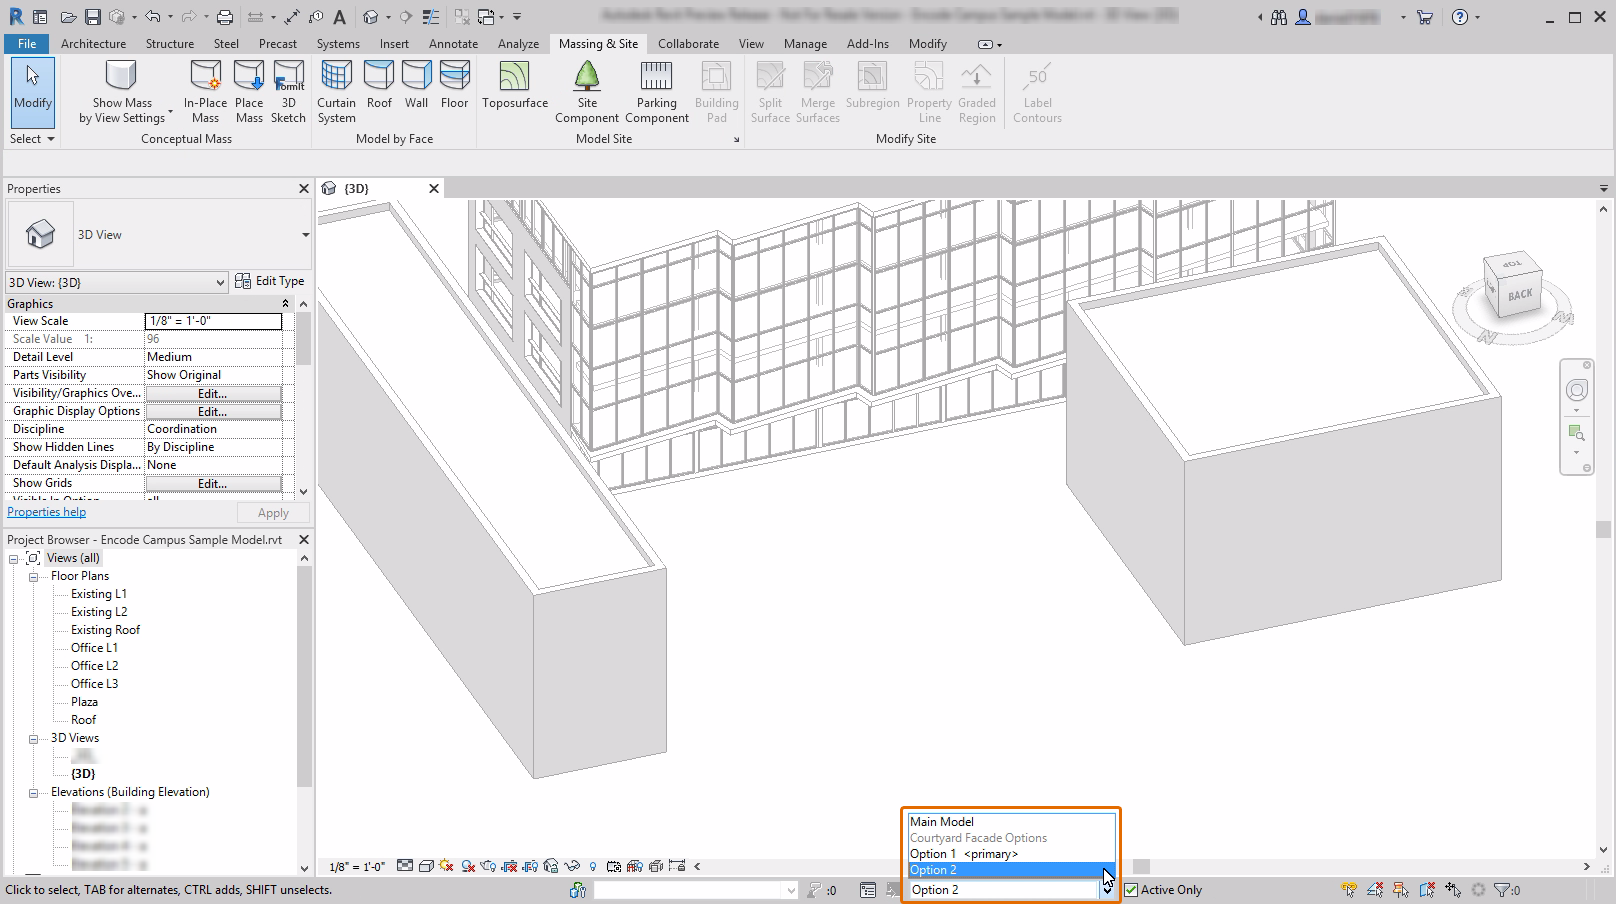 File Architecture Structure Steel Precast Systems Insert Annotate Analyze Massing & Site Collaborate View Manage Add-Ins Modify
Modify
Show Mass
by View Settings
In-Place
Mass
Place
Mass
FormIt
3D
Sketch
Curtain
System
Roof
Wall
Floor
Toposurface
Site
Component
Parking
Component
Building
Pad
Split
Surface
Merge
Surfaces
Subregion
Property
Line
Graded
Region
50
Label
Contours
Select
Conceptual Mass
Model by Face
Model Site
Modify Site
Properties
{3D}
3D View
3D View: {3D}
Edit Type
Graphics
View Scale 1/8" = 1'-0"
Scale Value 1: 96
Detail Level Medium
Parts Visibility Show Original
Visibility/Graphics Ove... Edit...
Graphic Display Options Edit...
Discipline Coordination
Show Hidden Lines By Discipline
Default Analysis Displa... None
Show Grids Edit...
Visible In Option all
Properties help
Apply
Project Browser - Encode Campus Sample Model.rvt
Views (all)
Floor Plans
Existing L1
Existing L2
Existing Roof
Office L1
Office L2
Office L3
Plaza
Roof
3D Views
{3D}
Elevations (Building Elevation)
TOP
BACK
N
W
1/8" = 1'-0"
Main Model
Courtyard Facade Options
Option 1 <primary>
Option 2
Click to select, TAB for alternates, CTRL adds, SHIFT unselects.
:0
Option 2
Active Only
:0